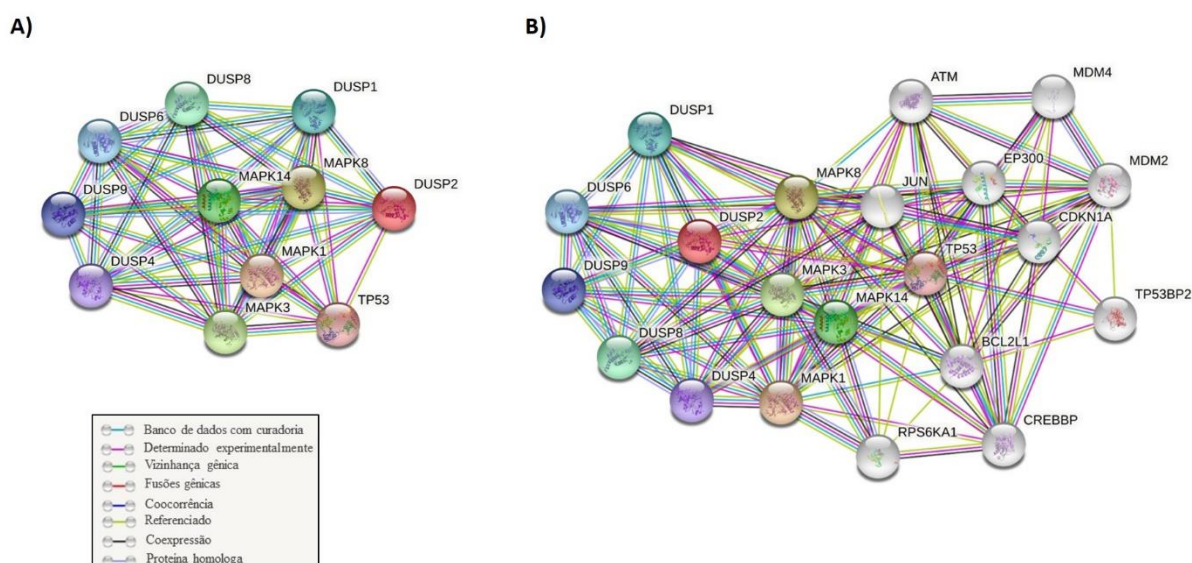 A)
DUSP8
DUSP1
DUSP6
MAPK8
MAPK14
DUSP9
DUSP2
DUSP4
MAPK1
MAPK3
TP53
Banco de dados com curadoria
Determinado experimentalmente
Vizinhança gênica
Fusões gênicas
Coocorrência
Referenciado
Coexpressão
Proteina homologa
B)
ATM
MDM4
DUSP1
EP300
MDM2
MAPK8
JUN
DUSP6
CDKN1A
DUSP2
TP53
DUSP9
MAPK3
MAPK14
TP53BP2
DUSP8
BCL2L1
DUSP4
MAPK1
CREBBP
RPS6KA1